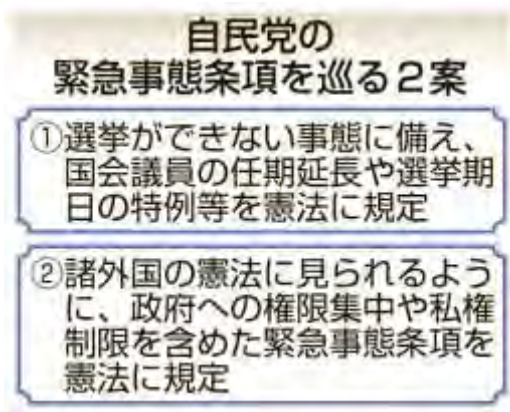 自民党の
緊急事態条項を巡る2案
①選挙ができない事態に備え、
国会議員の任期延長や選挙期
日の特例等を憲法に規定
②諸外国の憲法に見られるよう
に、政府への権限集中や私権
制限を含めた緊急事態条項を
憲法に規定